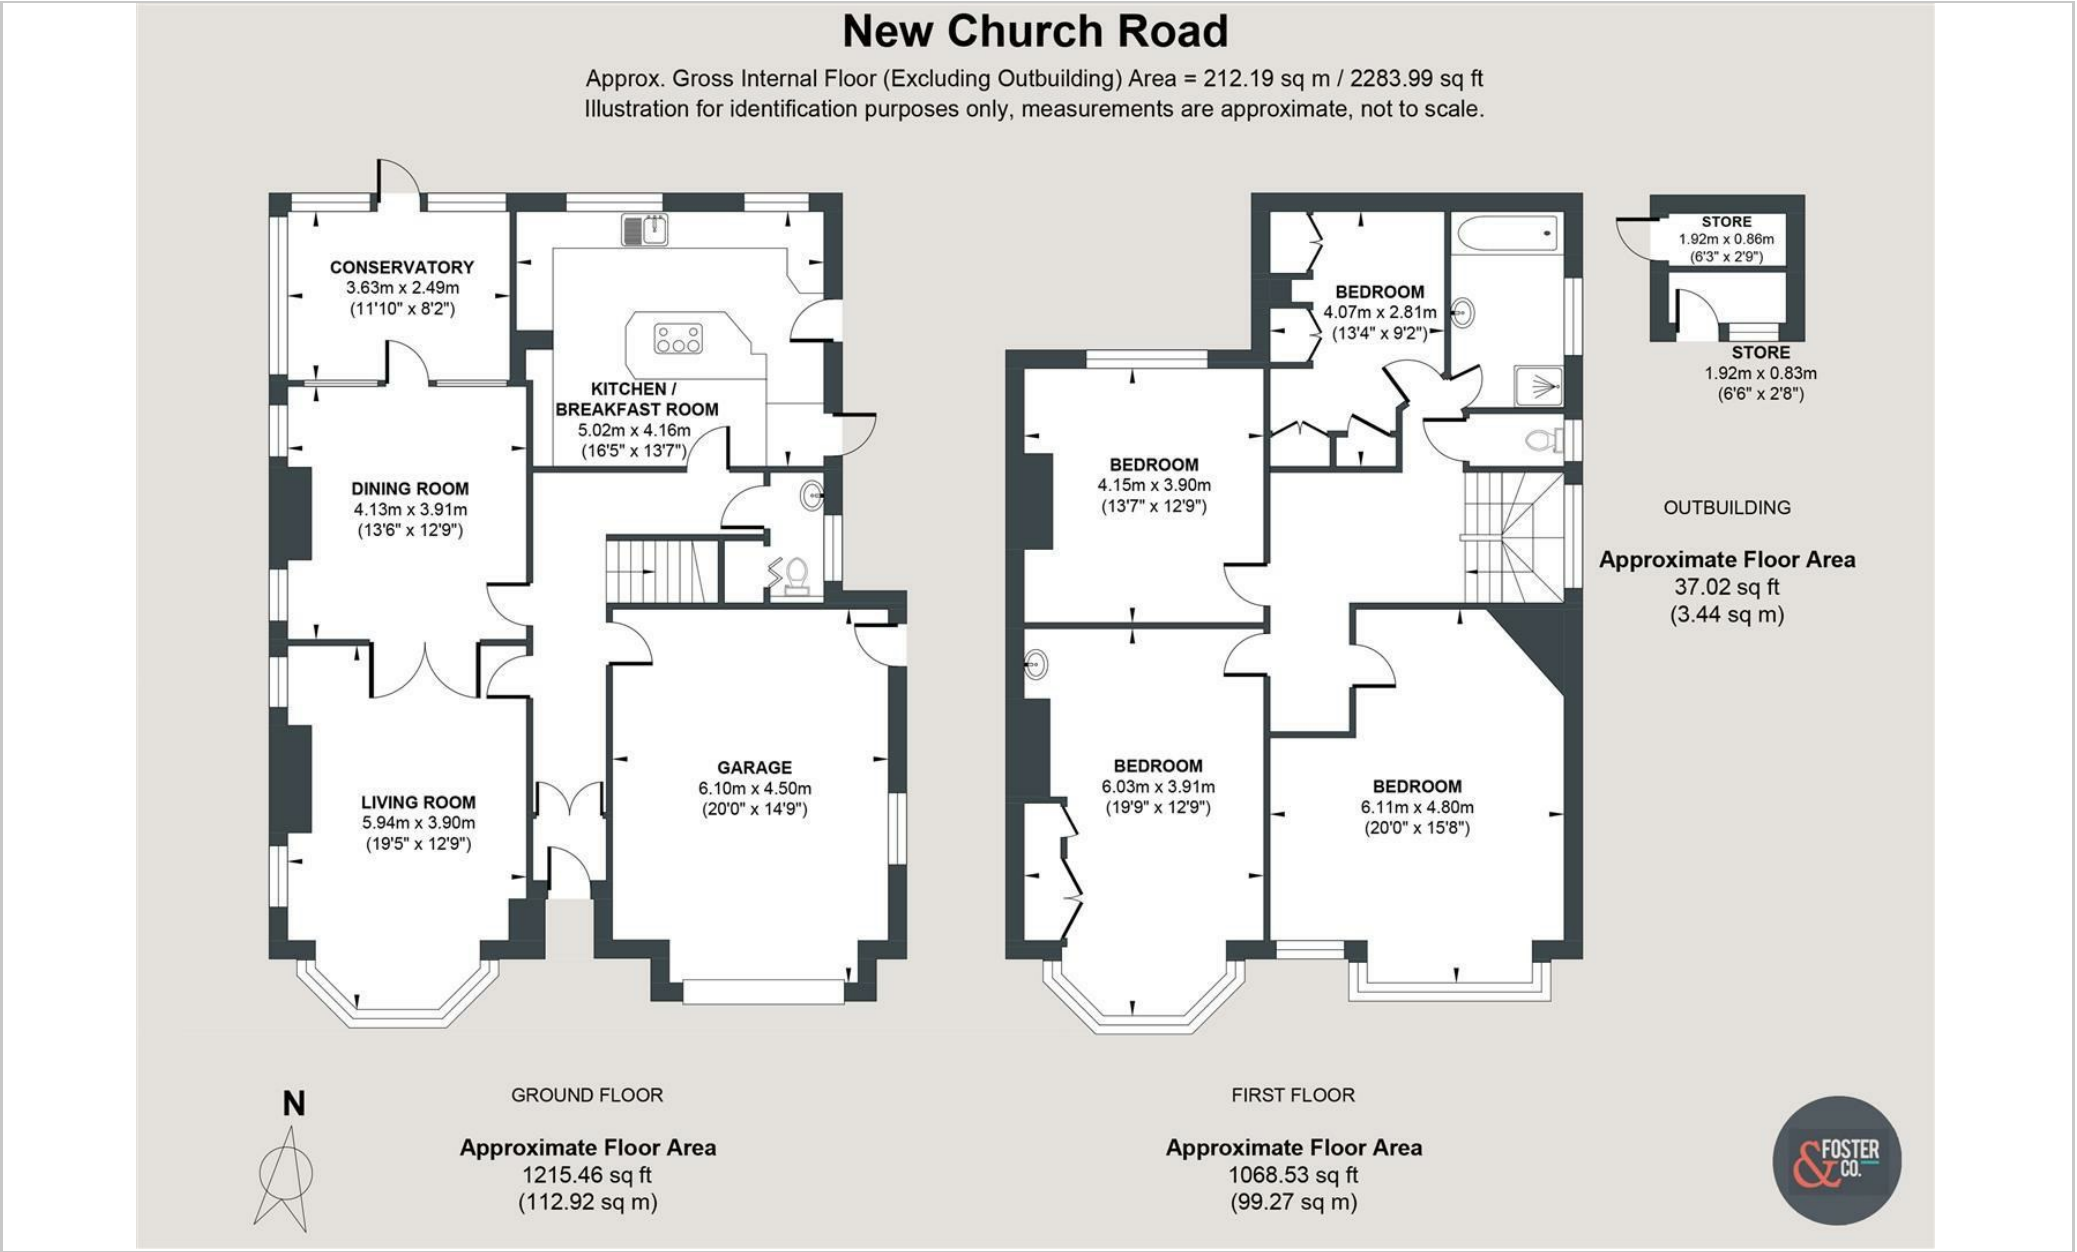 New Church Road
Approx. Gross Internal Floor (Excluding Outbuilding) Area = 212.19 sq m / 2283.99 sq ft
Illustration for identification purposes only, measurements are approximate, not to scale.
CONSERVATORY
3.63m x 2.49m
(11'10" x 8'2")
KITCHEN /
BREAKFAST ROOM
5.02m x 4.16m
(16'5" x 13'7")
DINING ROOM
4.13m x 3.91m
(13'6" x 12'9")
LIVING ROOM
5.94m x 3.90m
(19'5" x 12'9")
GARAGE
6.10m x 4.50m
(20'0" x 14'9")
BEDROOM
4.07m x 2.81m
(13'4" x 9'2")
BEDROOM
4.15m x 3.90m
(13'7" x 12'9")
BEDROOM
6.03m x 3.91m
(19'9" x 12'9")
BEDROOM
6.11m x 4.80m
(20'0" x 15'8")
STORE
1.92m x 0.86m
(6'3" x 2'9")
STORE
1.92m x 0.83m
(6'6" x 2'8")
OUTBUILDING
Approximate Floor Area
37.02 sq ft
(3.44 sq m)
N
GROUND FLOOR
Approximate Floor Area
1215.46 sq ft
(112.92 sq m)
FIRST FLOOR
Approximate Floor Area
1068.53 sq ft
(99.27 sq m)
&FOSTER
CO.